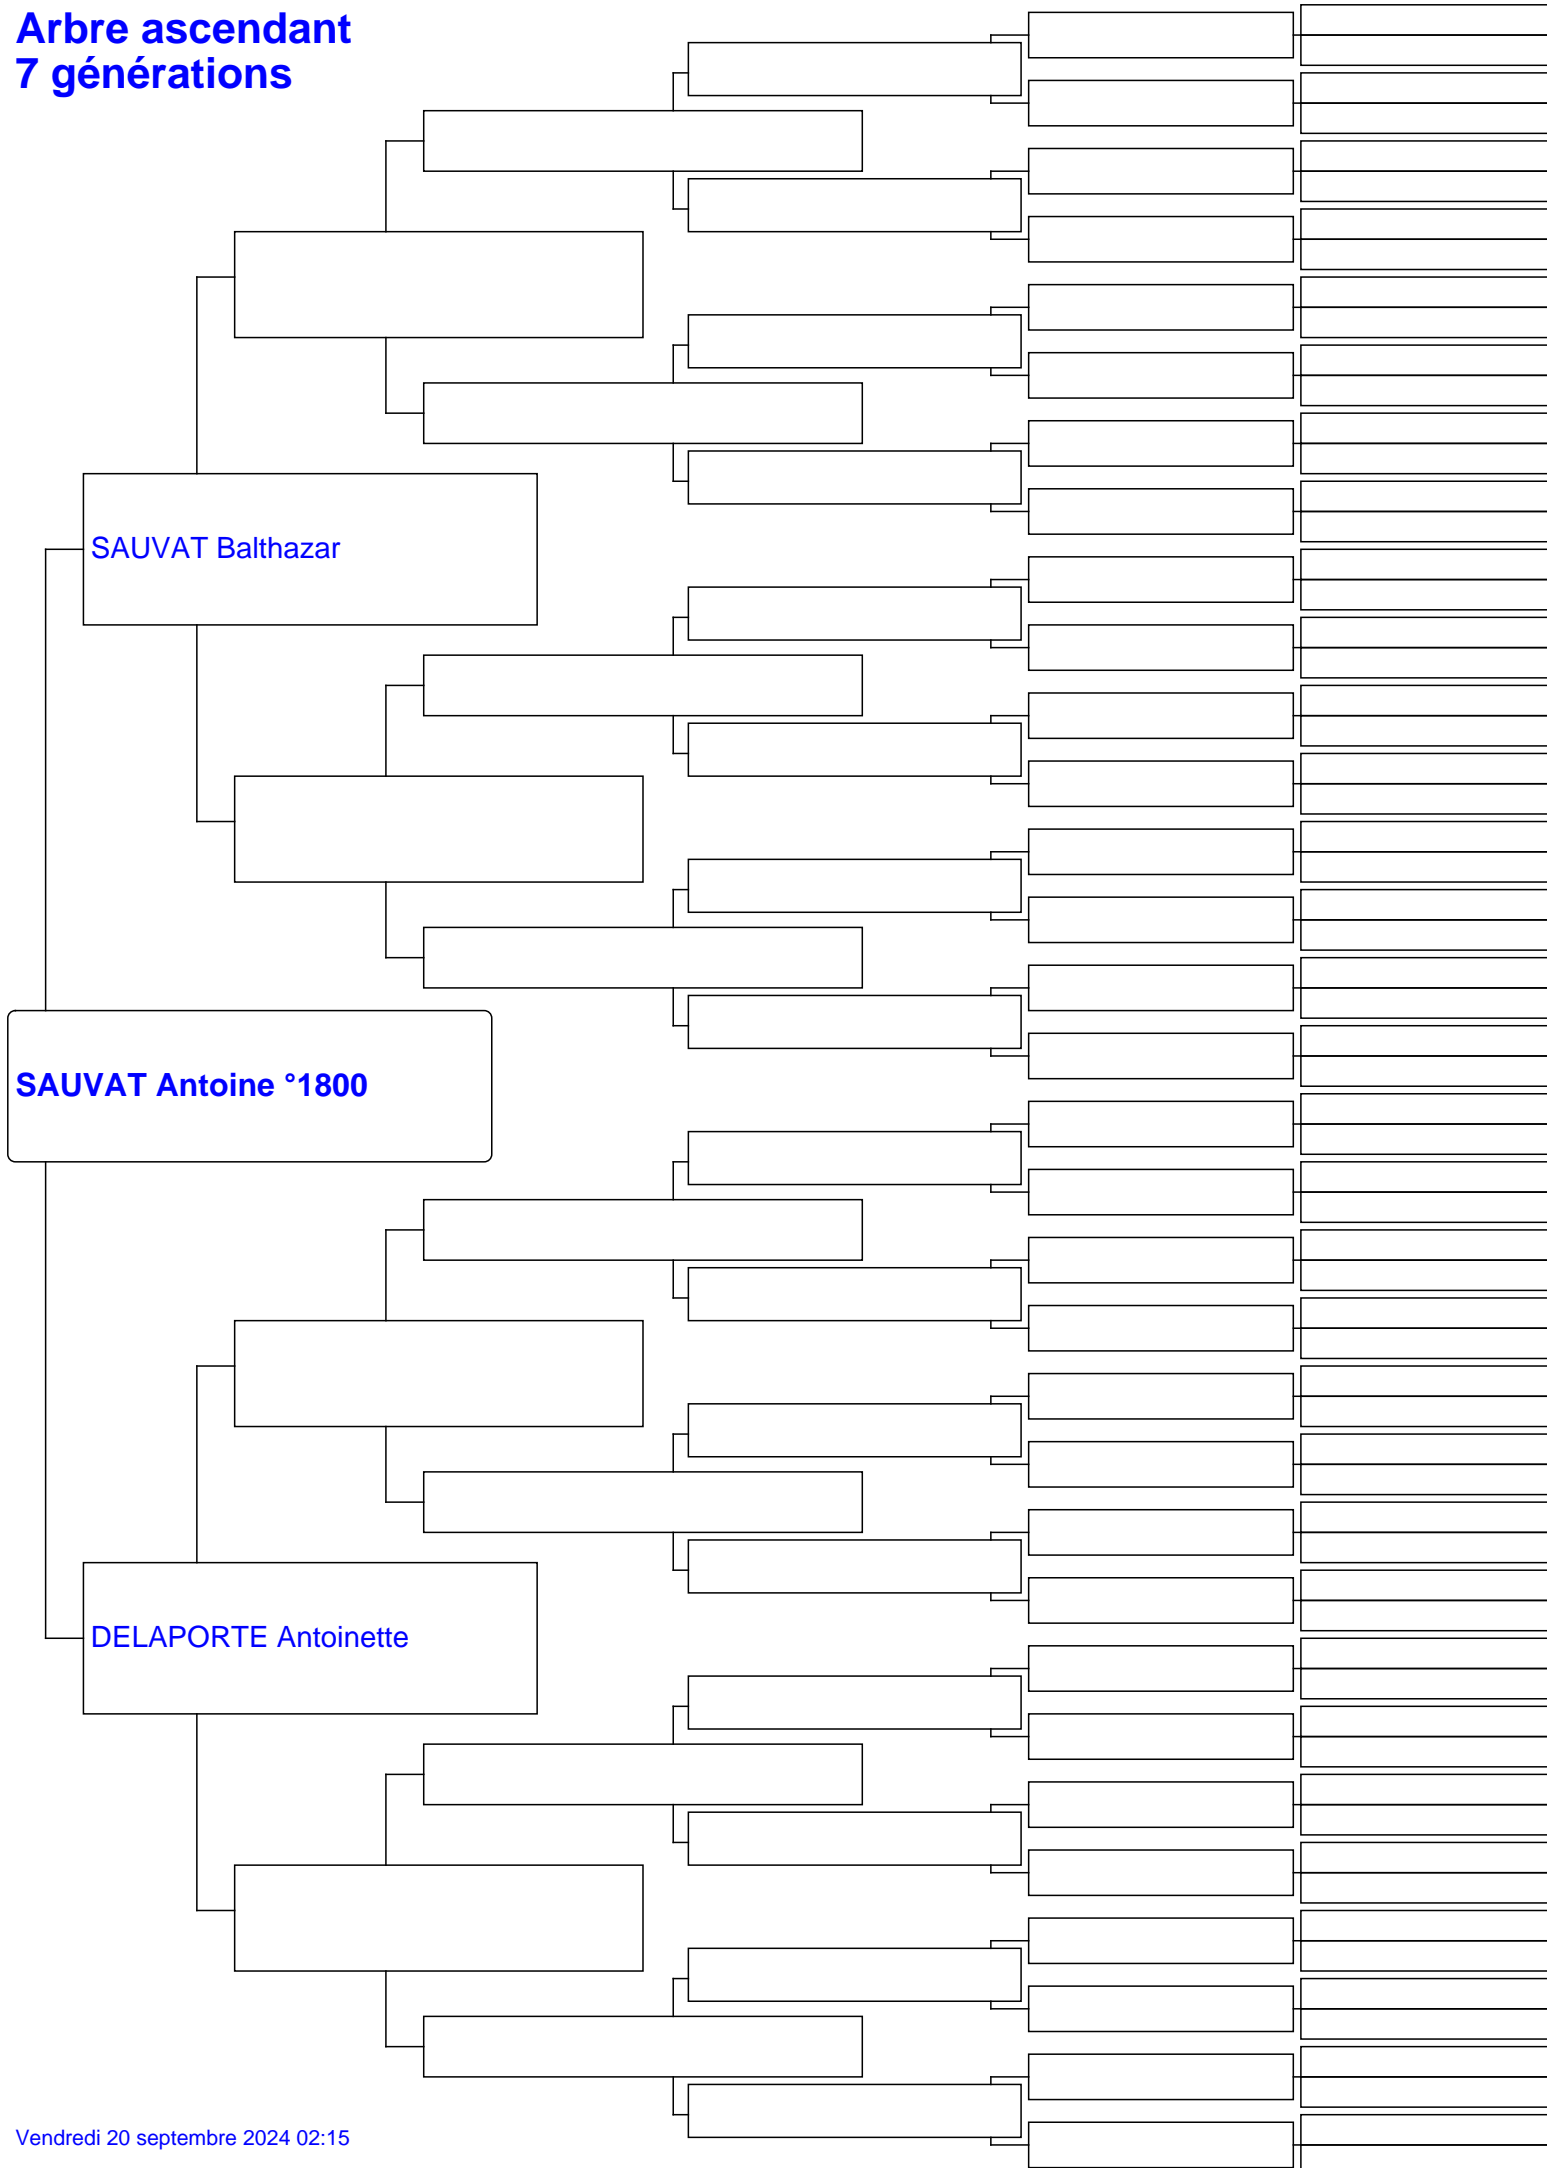 Arbre ascendant
7 générations
SAUVAT Balthazar
SAUVAT Antoine °1800
DELAPORTE Antoinette
Vendredi 20 septembre 2024 02:15